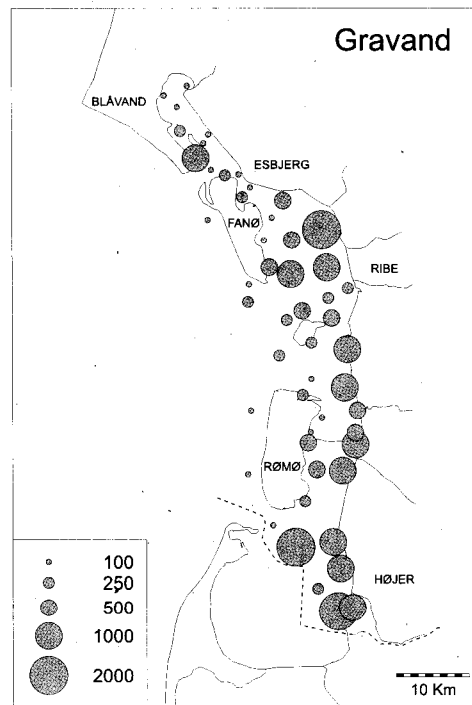 Gravand
BLÅVAND
ESBJERG
FANØ
RIBE
RØMØ
HØJER
100
250
500
1000
2000
10 Km